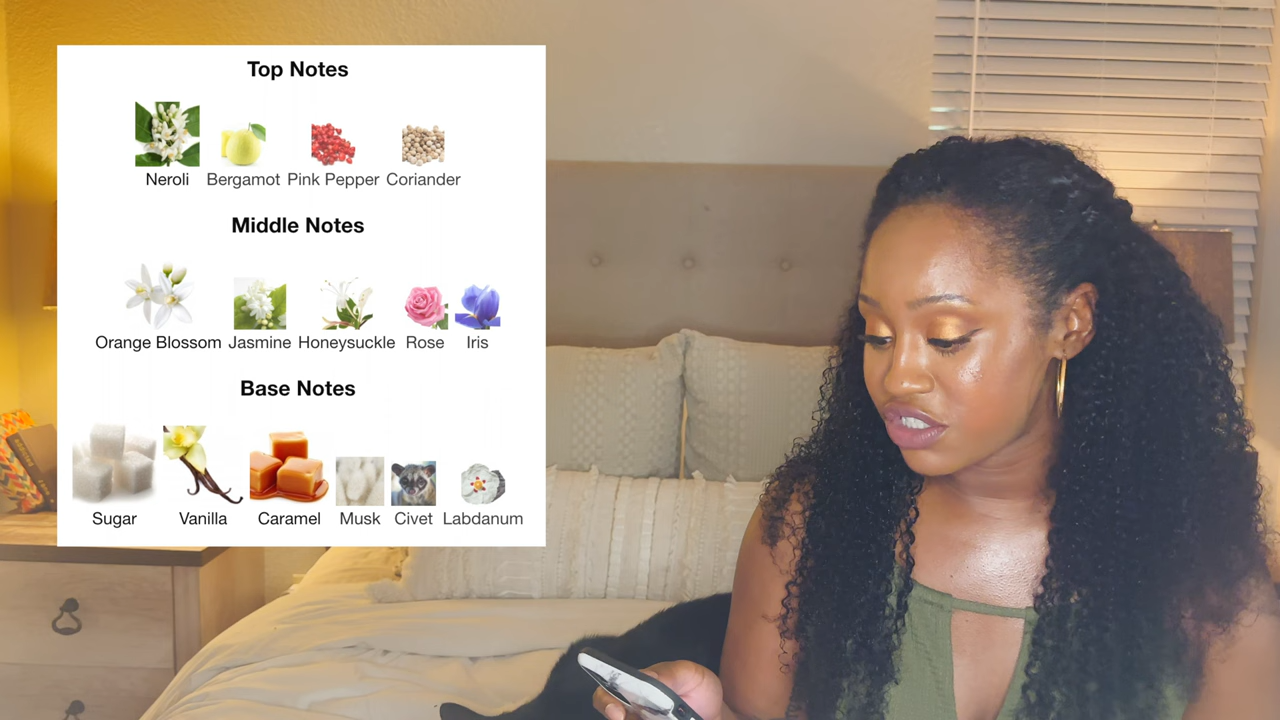 Top Notes
Neroli Bergamot Pink Pepper Coriander
Middle Notes
Orange Blossom Jasmine Honeysuckle Rose Iris
Base Notes
Sugar Vanilla Caramel Musk Civet Labdanum